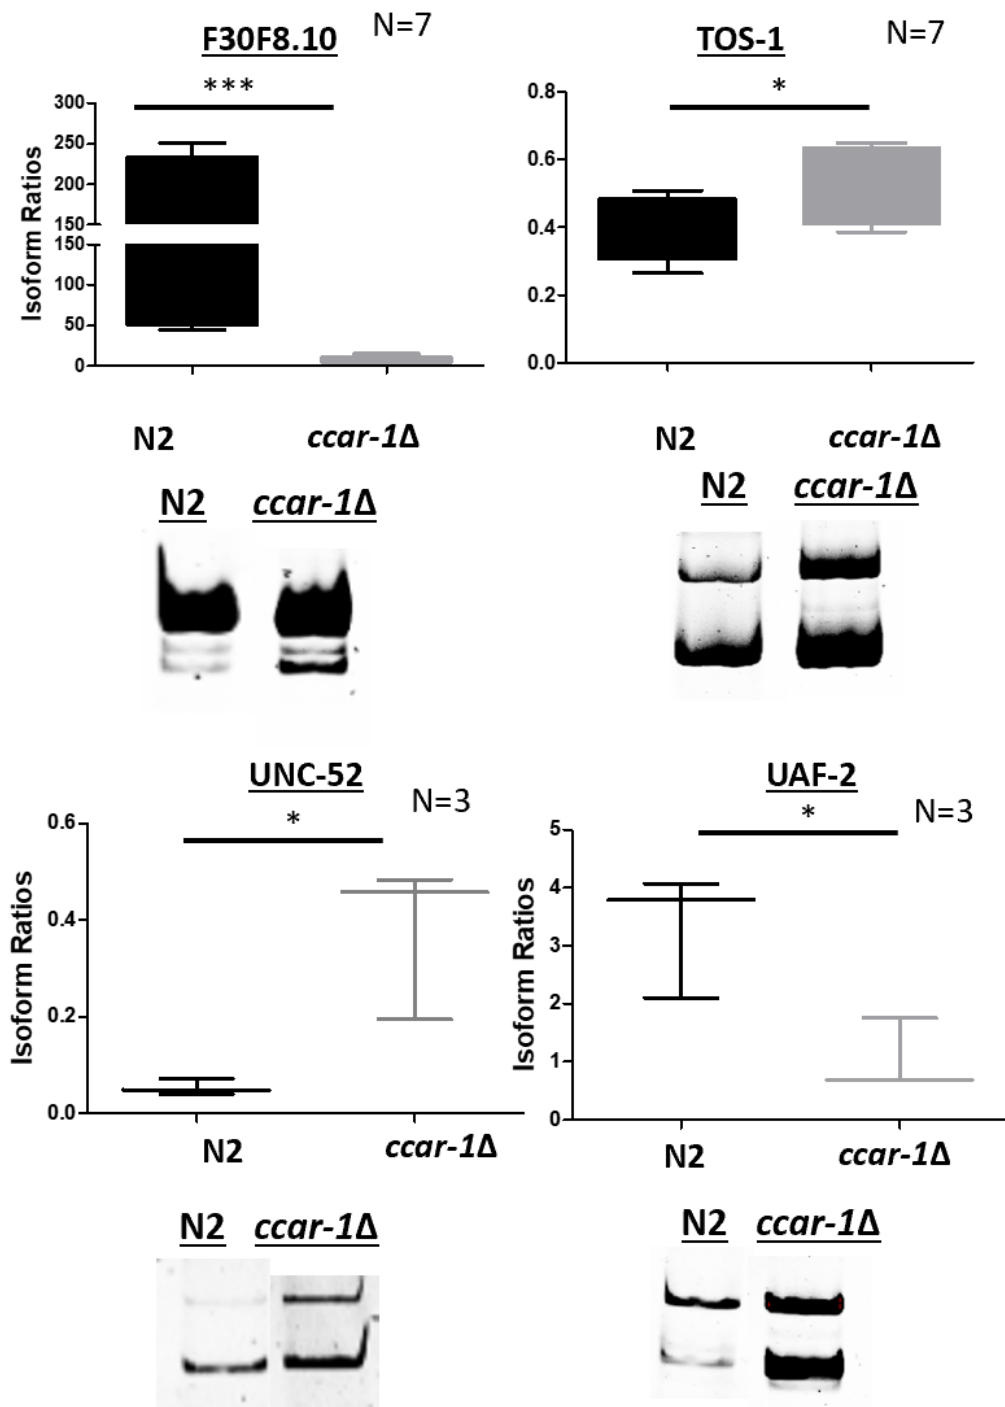 F30F8.10
N=7
***
300
250
200
150
150
100
50
0
Isoform Ratios
N2
ccar-1Δ
N2
ccar-1Δ
TOS-1
N=7
*
0.8
0.6
0.4
0.2
0.0
N2
ccar-1Δ
N2
ccar-1Δ
UNC-52
N=3
*
0.6
0.4
0.2
0.0
Isoform Ratios
N2
ccar-1Δ
N2
ccar-1Δ
UAF-2
N=3
*
5
4
3
2
1
0
Isoform Ratios
N2
ccar-1Δ
N2
ccar-1Δ